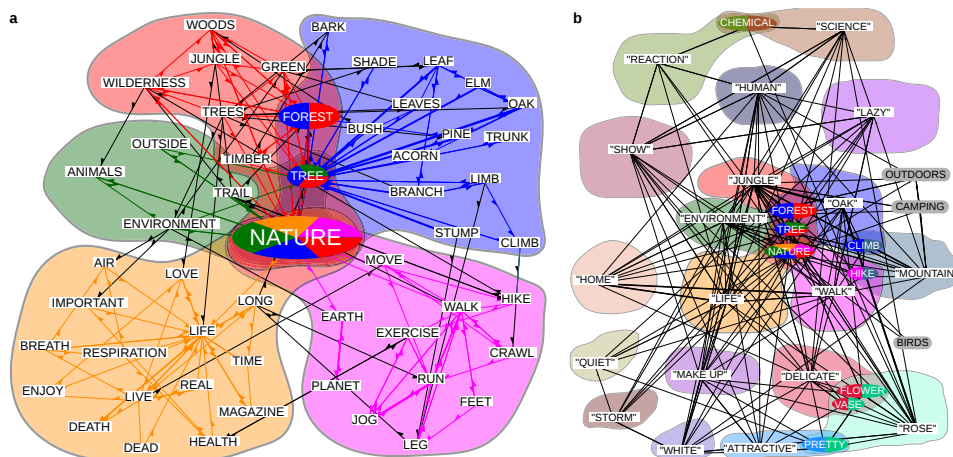 a
WOODS
BARK
JUNGLE
GREEN
SHADE
LEAF
WILDERNESS
ELM
TREES
FOREST
LEAVES
OAK
BUSH
PINE
TRUNK
OUTSIDE
TIMBER
ACORN
ANIMALS
TREE
LIMB
TRAIL
BRANCH
ENVIRONMENT
NATURE
STUMP
CLIMB
AIR
LOVE
MOVE
IMPORTANT
LONG
HIKE
EARTH
WALK
LIFE
EXERCISE
BREATH
RESPIRATION
TIME
CRAWL
ENJOY
REAL
PLANET
RUN
LIVE
MAGAZINE
FEET
DEATH
JOG
DEAD
HEALTH
LEG
b
CHEMICAL
"SCIENCE"
"REACTION"
"HUMAN"
"LAZY"
"SHOW"
"JUNGLE"
OUTDOORS
FOREST
"OAK"
CAMPING
"ENVIRONMENT"
TREE
NATURE
CLIMB
"HOME"
HIKE
"MOUNTAIN
"LIFE"
"WALK"
BIRDS
"QUIET"
"MAKE UP"
"DELICATE"
FLOWER
VASE
"STORM"
"ROSE"
"WHITE"
"ATTRACTIVE"
PRETTY